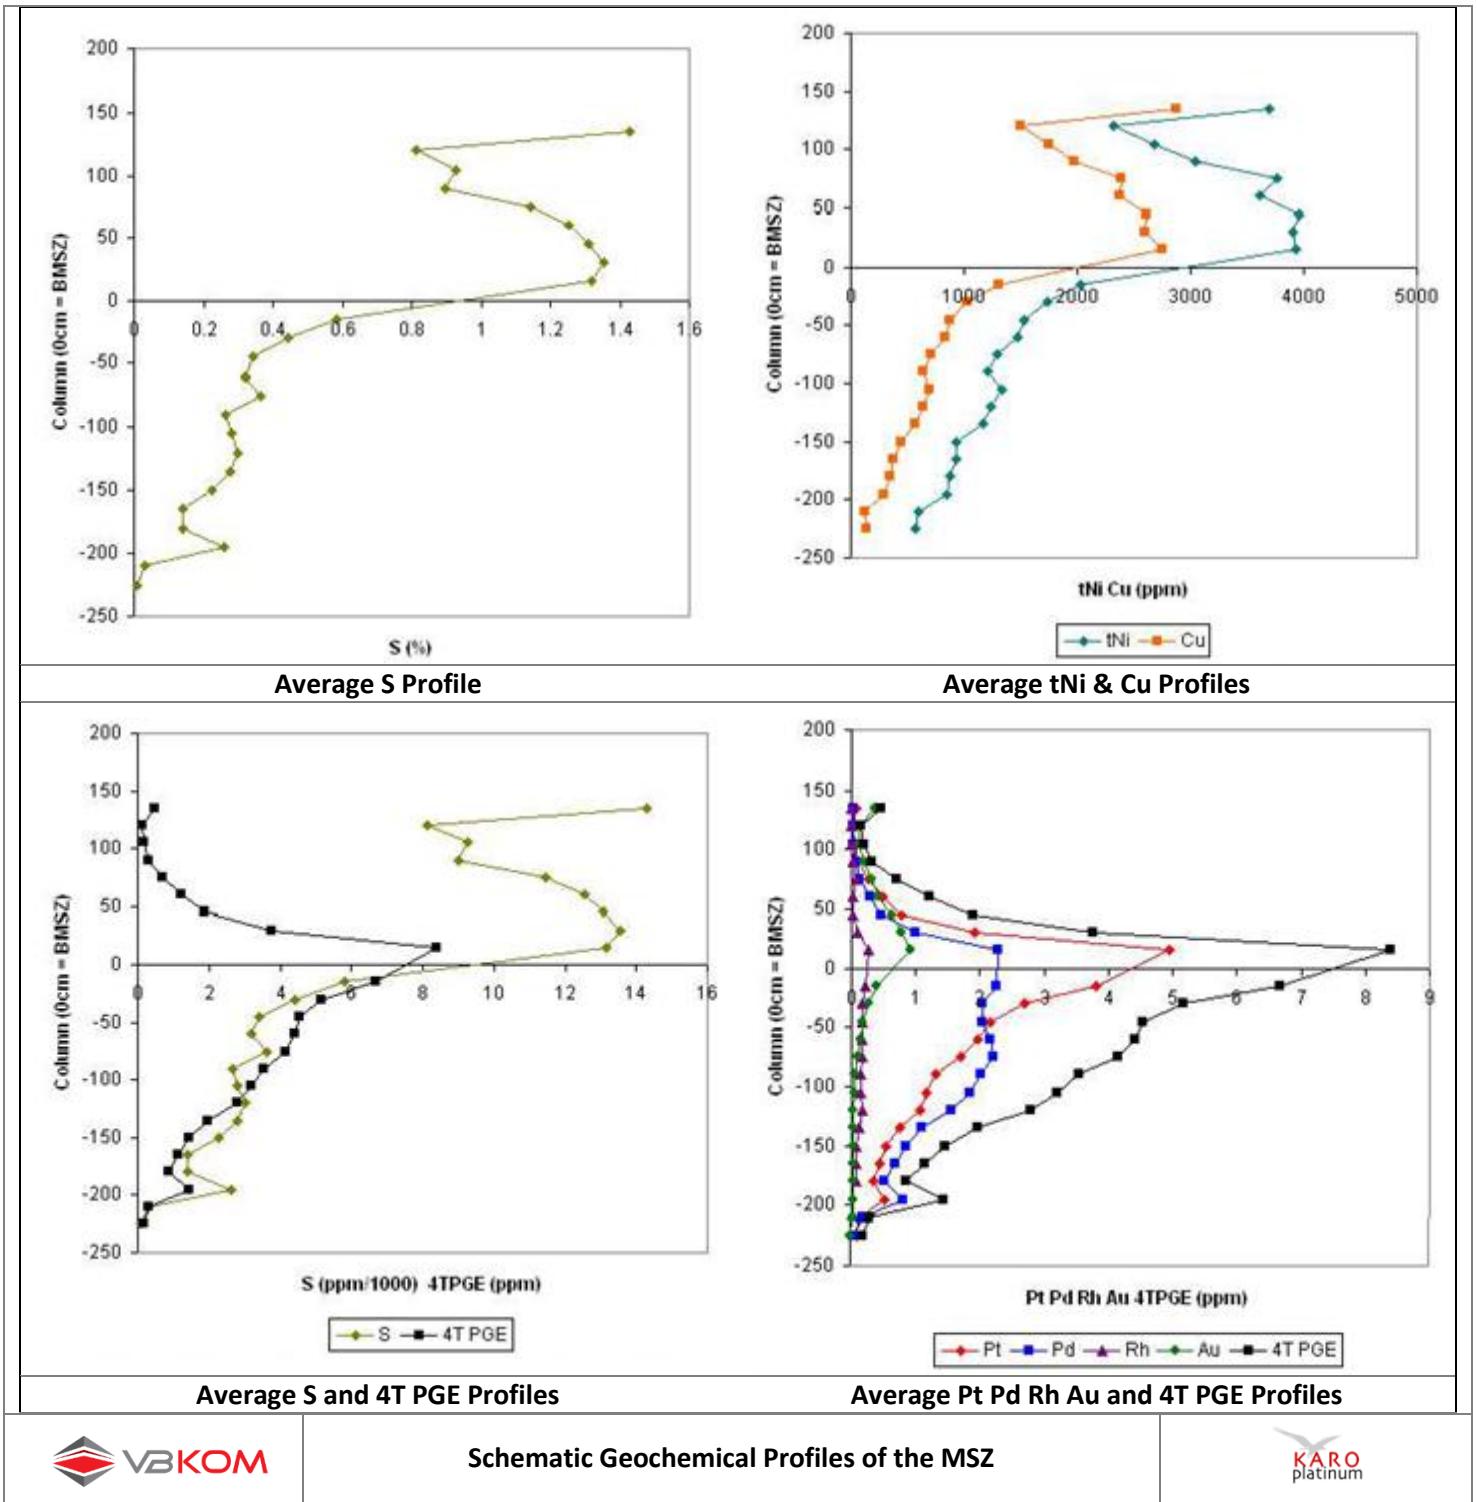 200
150
100
50
0
-50
-100
-150
-200
-250
0 0.2 0.4 0.6 0.8 1 1.2 1.4 1.6
Column (0cm = BMSZ)
S (%)
Average S Profile
200
150
100
50
0
-50
-100
-150
-200
-250
0 1000 2000 3000 4000 5000
Column (0cm = BMSZ)
tNi Cu (ppm)
tNi Cu
Average tNi & Cu Profiles
200
150
100
50
0
-50
-100
-150
-200
-250
0 2 4 6 8 10 12 14 16
Column (0cm = BMSZ)
S (ppm/1000) 4TPGE (ppm)
S 4T PGE
Average S and 4T PGE Profiles
200
150
100
50
0
-50
-100
-150
-200
-250
0 1 2 3 4 5 6 7 8 9
Column (0cm = BMSZ)
Pt Pd Rh Au 4TPGE (ppm)
Pt Pd Rh Au 4T PGE
Average Pt Pd Rh Au and 4T PGE Profiles
VBKOM
Schematic Geochemical Profiles of the MSZ
KARO
platinum